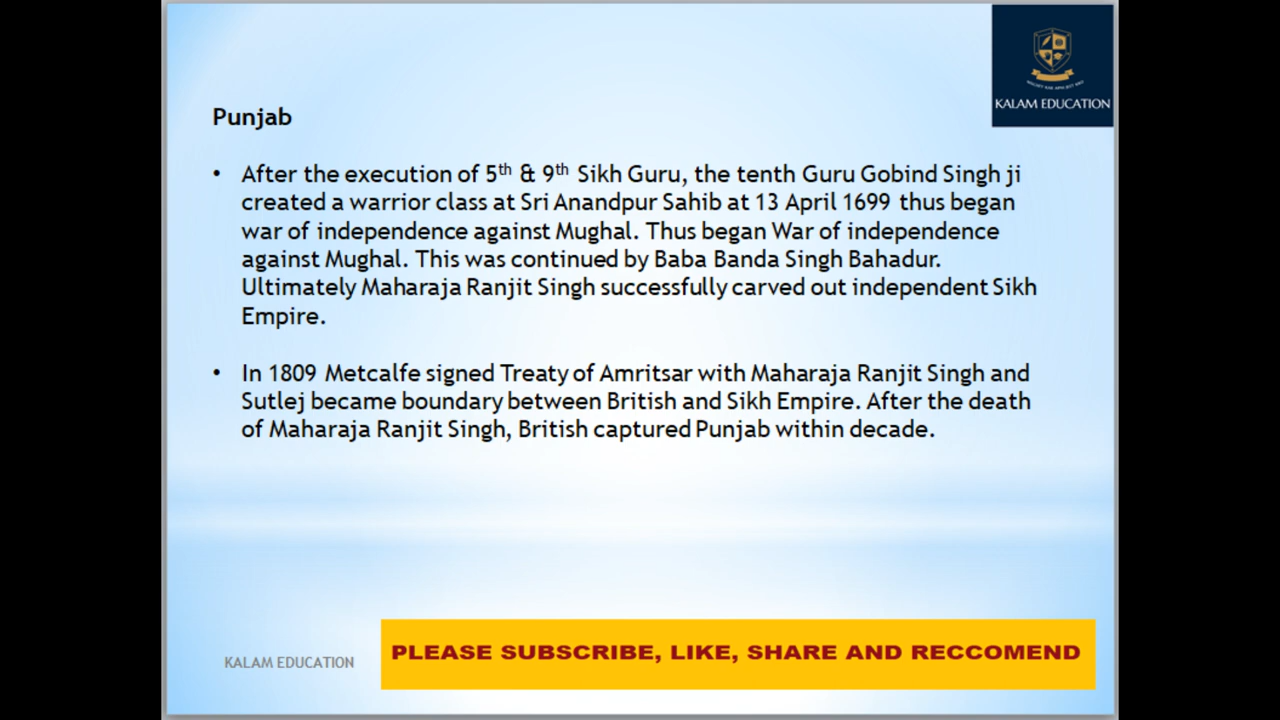 KALAM EDUCATION
Punjab
• After the execution of 5th & 9th Sikh Guru, the tenth Guru Gobind Singh ji
created a warrior class at Sri Anandpur Sahib at 13 April 1699 thus began
war of independence against Mughal. Thus began War of independence
against Mughal. This was continued by Baba Banda Singh Bahadur.
Ultimately Maharaja Ranjit Singh successfully carved out independent Sikh
Empire.
• In 1809 Metcalfe signed Treaty of Amritsar with Maharaja Ranjit Singh and
Sutlej became boundary between British and Sikh Empire. After the death
of Maharaja Ranjit Singh, British captured Punjab within decade.
KALAM EDUCATION
PLEASE SUBSCRIBE, LIKE, SHARE AND RECCOMEND